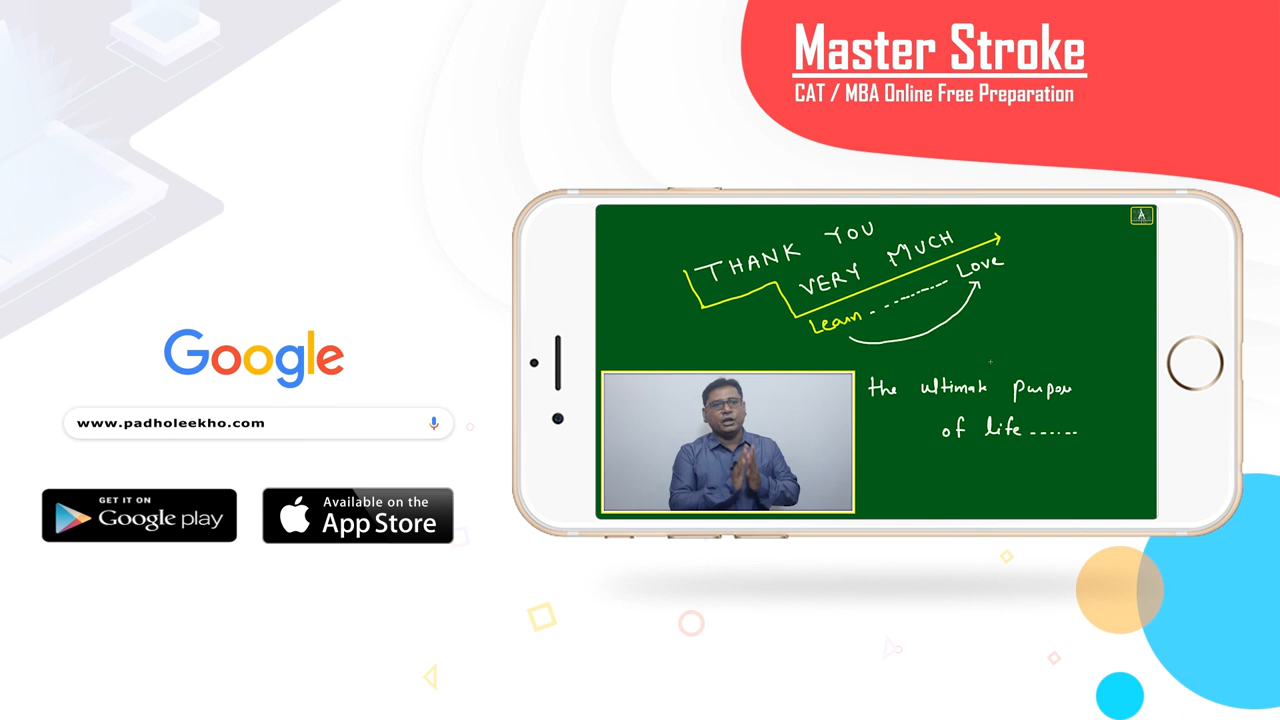 Master Stroke
CAT / MBA Online Free Preparation
THANK YOU
VERY MUCH
Learn ------- Love
the ultimate purpose
of life ------
Google
www.padholeekho.com
GET IT ON
Google play
Available on the
App Store